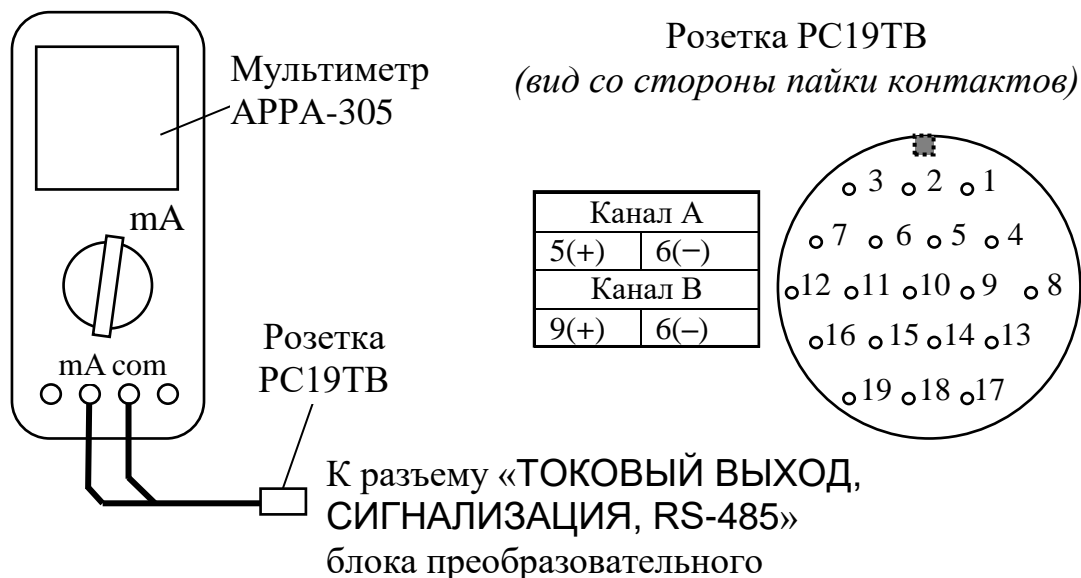 Мультиметр
АРРА-305
mA
mA com
Розетка
РС19ТВ
К разъему «ТОКОВЫЙ ВЫХОД,
СИГНАЛИЗАЦИЯ, RS-485»
блока преобразовательного
Розетка РС19ТВ
(вид со стороны пайки контактов)
Канал А
5(+) 6(–)
Канал В
9(+) 6(–)
3 2 1
7 6 5 4
12 11 10 9 8
16 15 14 13
19 18 17